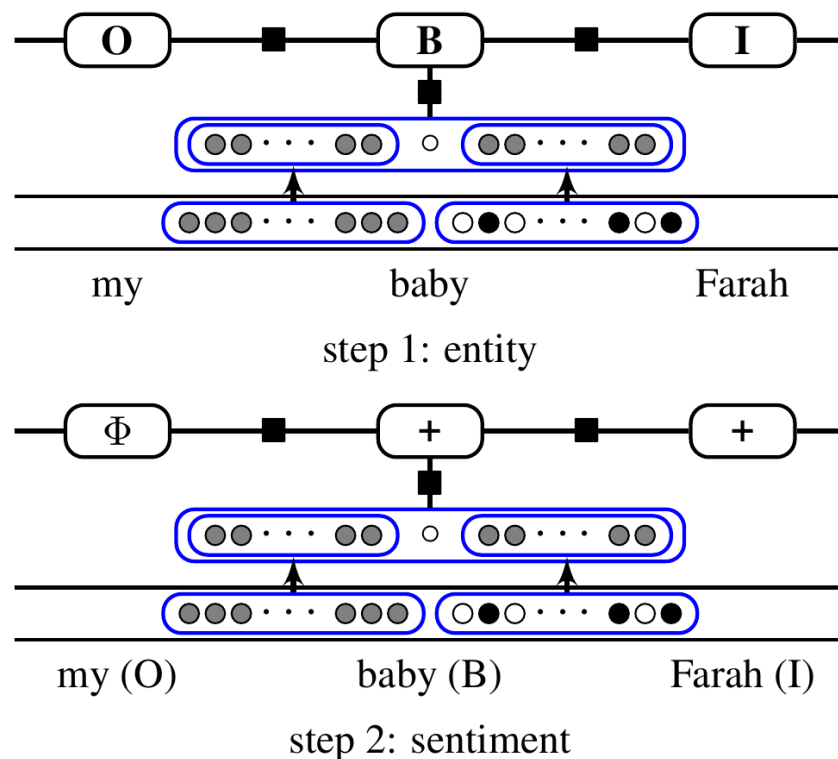 O B I
my baby Farah
step 1: entity
Φ + +
my (O) baby (B) Farah (I)
step 2: sentiment